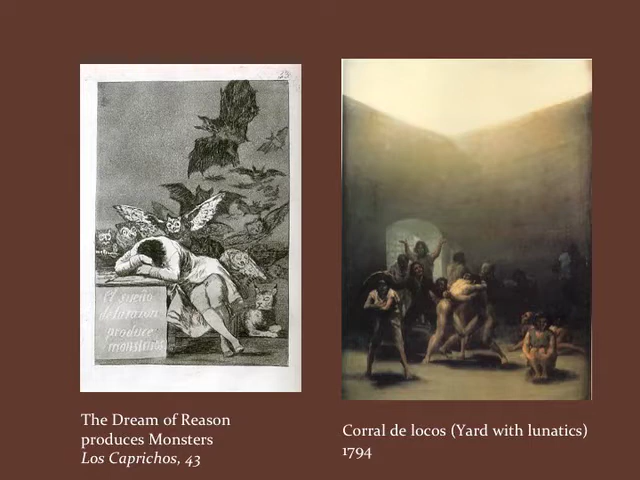 43
El sueño
de la razon
produce
monstruos
The Dream of Reason
produces Monsters
Los Caprichos, 43
Corral de locos (Yard with lunatics)
1794